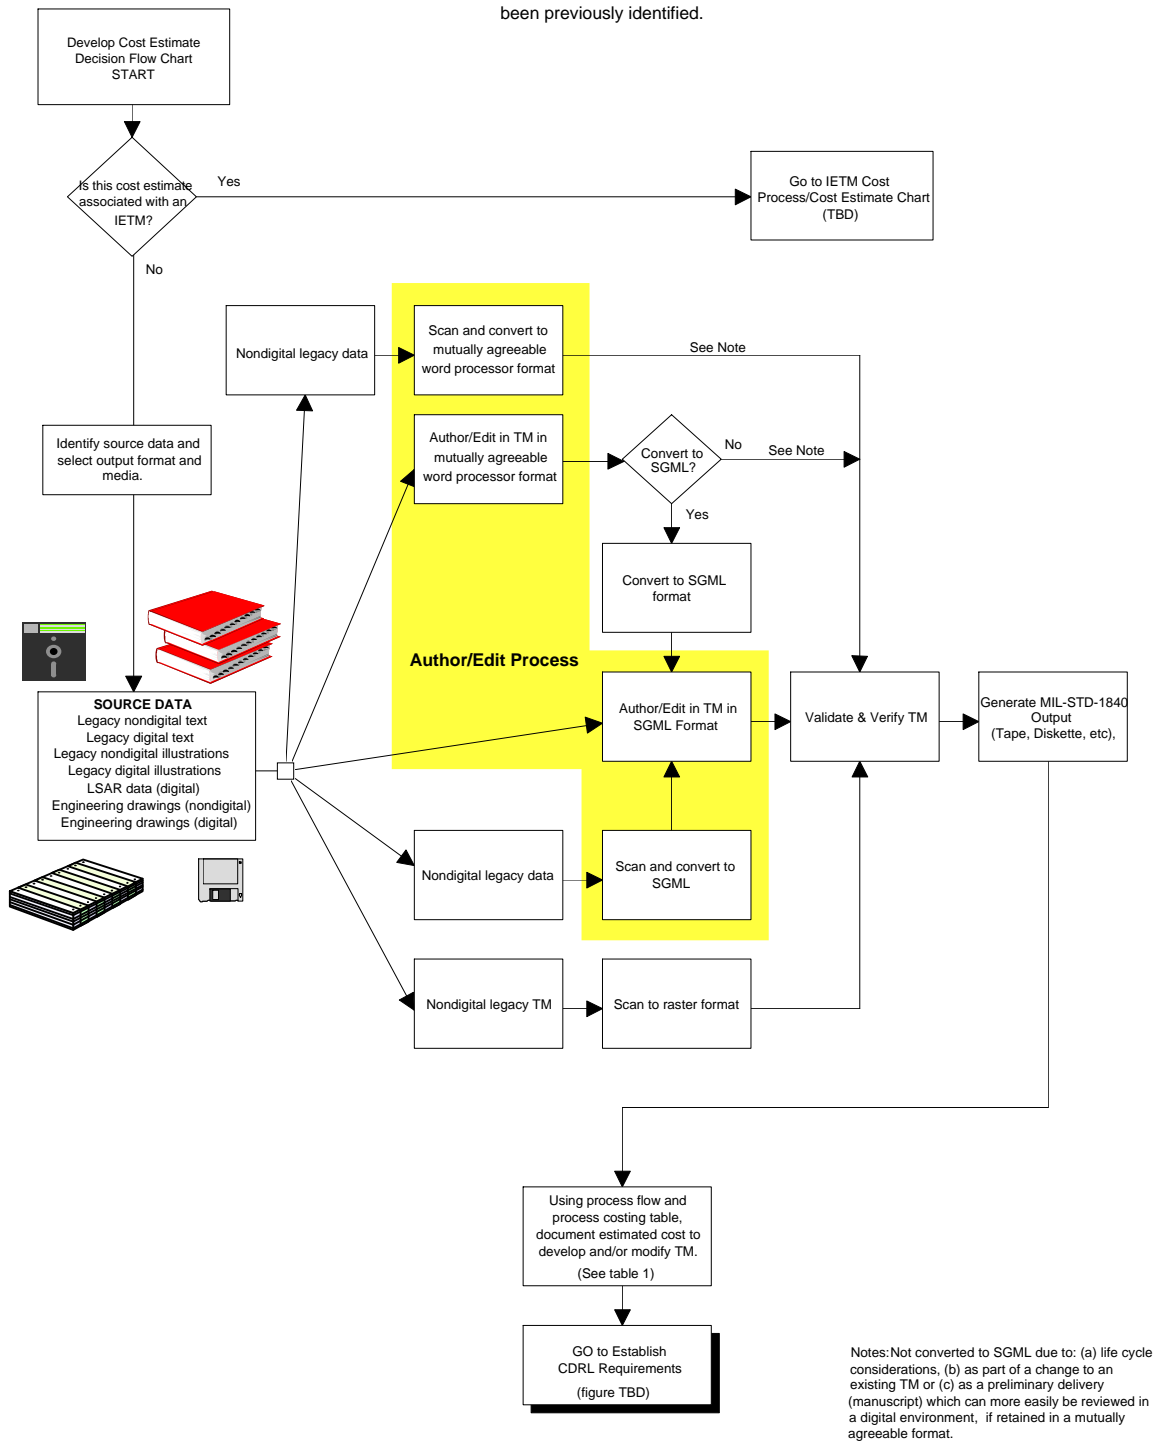 been previously identified.
Develop Cost Estimate
Decision Flow Chart
START
Is this cost estimate
associated with an
IETM?
Yes
Go to IETM Cost
Process/Cost Estimate Chart
(TBD)
No
Nondigital legacy data
Scan and convert to
mutually agreeable
word processor format
See Note
Identify source data and
select output format and
media.
Author/Edit in TM in
mutually agreeable
word processor format
Convert to
SGML?
No
See Note
Yes
Convert to SGML
format
Author/Edit Process
SOURCE DATA
Legacy nondigital text
Legacy digital text
Legacy nondigital illustrations
Legacy digital illustrations
LSAR data (digital)
Engineering drawings (nondigital)
Engineering drawings (digital)
Author/Edit in TM in
SGML Format
Validate & Verify TM
Generate MIL-STD-1840
Output
(Tape, Diskette, etc),
Nondigital legacy data
Scan and convert to
SGML
Nondigital legacy TM
Scan to raster format
Using process flow and
process costing table,
document estimated cost to
develop and/or modify TM.
(See table 1)
GO to Establish
CDRL Requirements
(figure TBD)
Notes:Not converted to SGML due to: (a) life cycle
considerations, (b) as part of a change to an
existing TM or (c) as a preliminary delivery
(manuscript) which can more easily be reviewed in
a digital environment, if retained in a mutually
agreeable format.